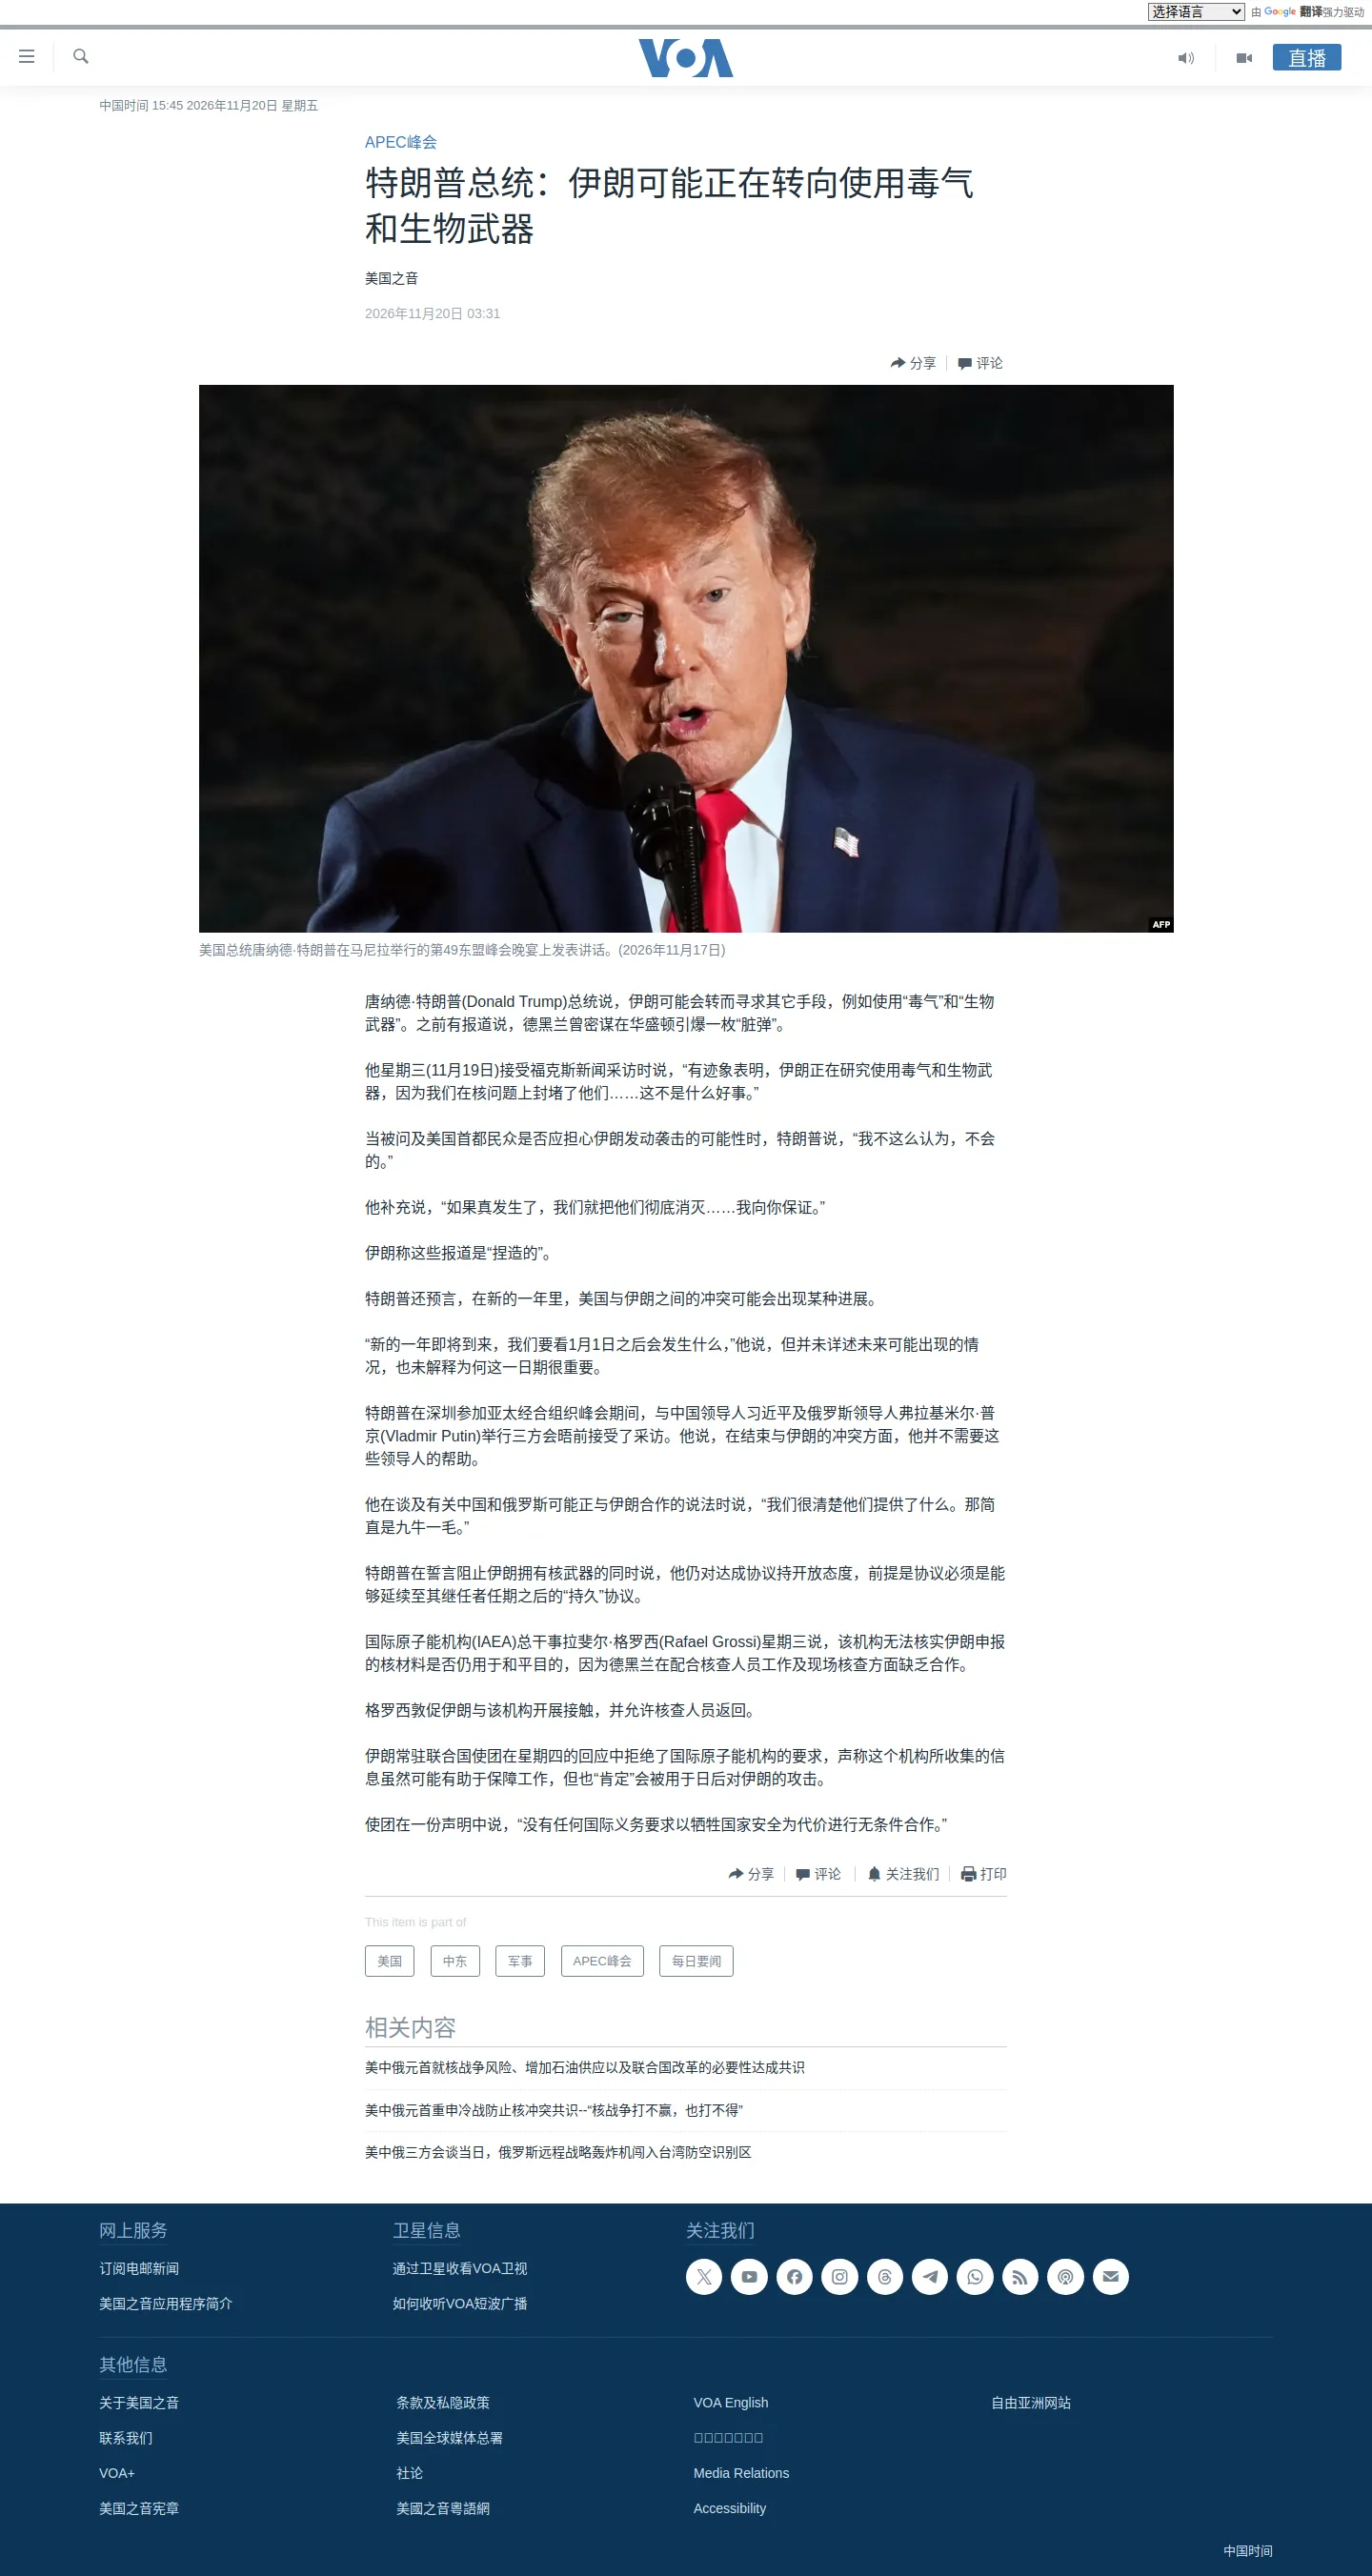 选择语言 由 Google 翻译强力驱动
VOA
直播
中国时间 15:45 2026年11月20日 星期五
APEC峰会
特朗普总统：伊朗可能正在转向使用毒气
和生物武器
美国之音
2026年11月20日 03:31
分享 评论
AFP
美国总统唐纳德·特朗普在马尼拉举行的第49东盟峰会晚宴上发表讲话。(2026年11月17日)
唐纳德·特朗普(Donald Trump)总统说，伊朗可能会转而寻求其它手段，例如使用“毒气”和“生物
武器”。之前有报道说，德黑兰曾密谋在华盛顿引爆一枚“脏弹”。
他星期三(11月19日)接受福克斯新闻采访时说，“有迹象表明，伊朗正在研究使用毒气和生物武
器，因为我们在核问题上封堵了他们……这不是什么好事。”
当被问及美国首都民众是否应担心伊朗发动袭击的可能性时，特朗普说，“我不这么认为，不会
的。”
他补充说，“如果真发生了，我们就把他们彻底消灭……我向你保证。”
伊朗称这些报道是“捏造的”。
特朗普还预言，在新的一年里，美国与伊朗之间的冲突可能会出现某种进展。
“新的一年即将到来，我们要看1月1日之后会发生什么，”他说，但并未详述未来可能出现的情
况，也未解释为何这一日期很重要。
特朗普在深圳参加亚太经合组织峰会期间，与中国领导人习近平及俄罗斯领导人弗拉基米尔·普
京(Vladmir Putin)举行三方会晤前接受了采访。他说，在结束与伊朗的冲突方面，他并不需要这
些领导人的帮助。
他在谈及有关中国和俄罗斯可能正与伊朗合作的说法时说，“我们很清楚他们提供了什么。那简
直是九牛一毛。”
特朗普在誓言阻止伊朗拥有核武器的同时说，他仍对达成协议持开放态度，前提是协议必须是能
够延续至其继任者任期之后的“持久”协议。
国际原子能机构(IAEA)总干事拉斐尔·格罗西(Rafael Grossi)星期三说，该机构无法核实伊朗申报
的核材料是否仍用于和平目的，因为德黑兰在配合核查人员工作及现场核查方面缺乏合作。
格罗西敦促伊朗与该机构开展接触，并允许核查人员返回。
伊朗常驻联合国使团在星期四的回应中拒绝了国际原子能机构的要求，声称这个机构所收集的信
息虽然可能有助于保障工作，但也“肯定”会被用于日后对伊朗的攻击。
使团在一份声明中说，“没有任何国际义务要求以牺牲国家安全为代价进行无条件合作。”
分享 评论 关注我们 打印
This item is part of
美国 中东 军事 APEC峰会 每日要闻
相关内容
美中俄元首就核战争风险、增加石油供应以及联合国改革的必要性达成共识
美中俄元首重申冷战防止核冲突共识--“核战争打不赢，也打不得”
美中俄三方会谈当日，俄罗斯远程战略轰炸机闯入台湾防空识别区
网上服务 卫星信息 关注我们
订阅电邮新闻 通过卫星收看VOA卫视
美国之音应用程序简介 如何收听VOA短波广播
其他信息
关于美国之音 条款及私隐政策 VOA English 自由亚洲网站
联系我们 美国全球媒体总署
VOA+ 社论 Media Relations
美国之音宪章 美國之音粵語網 Accessibility
中国时间